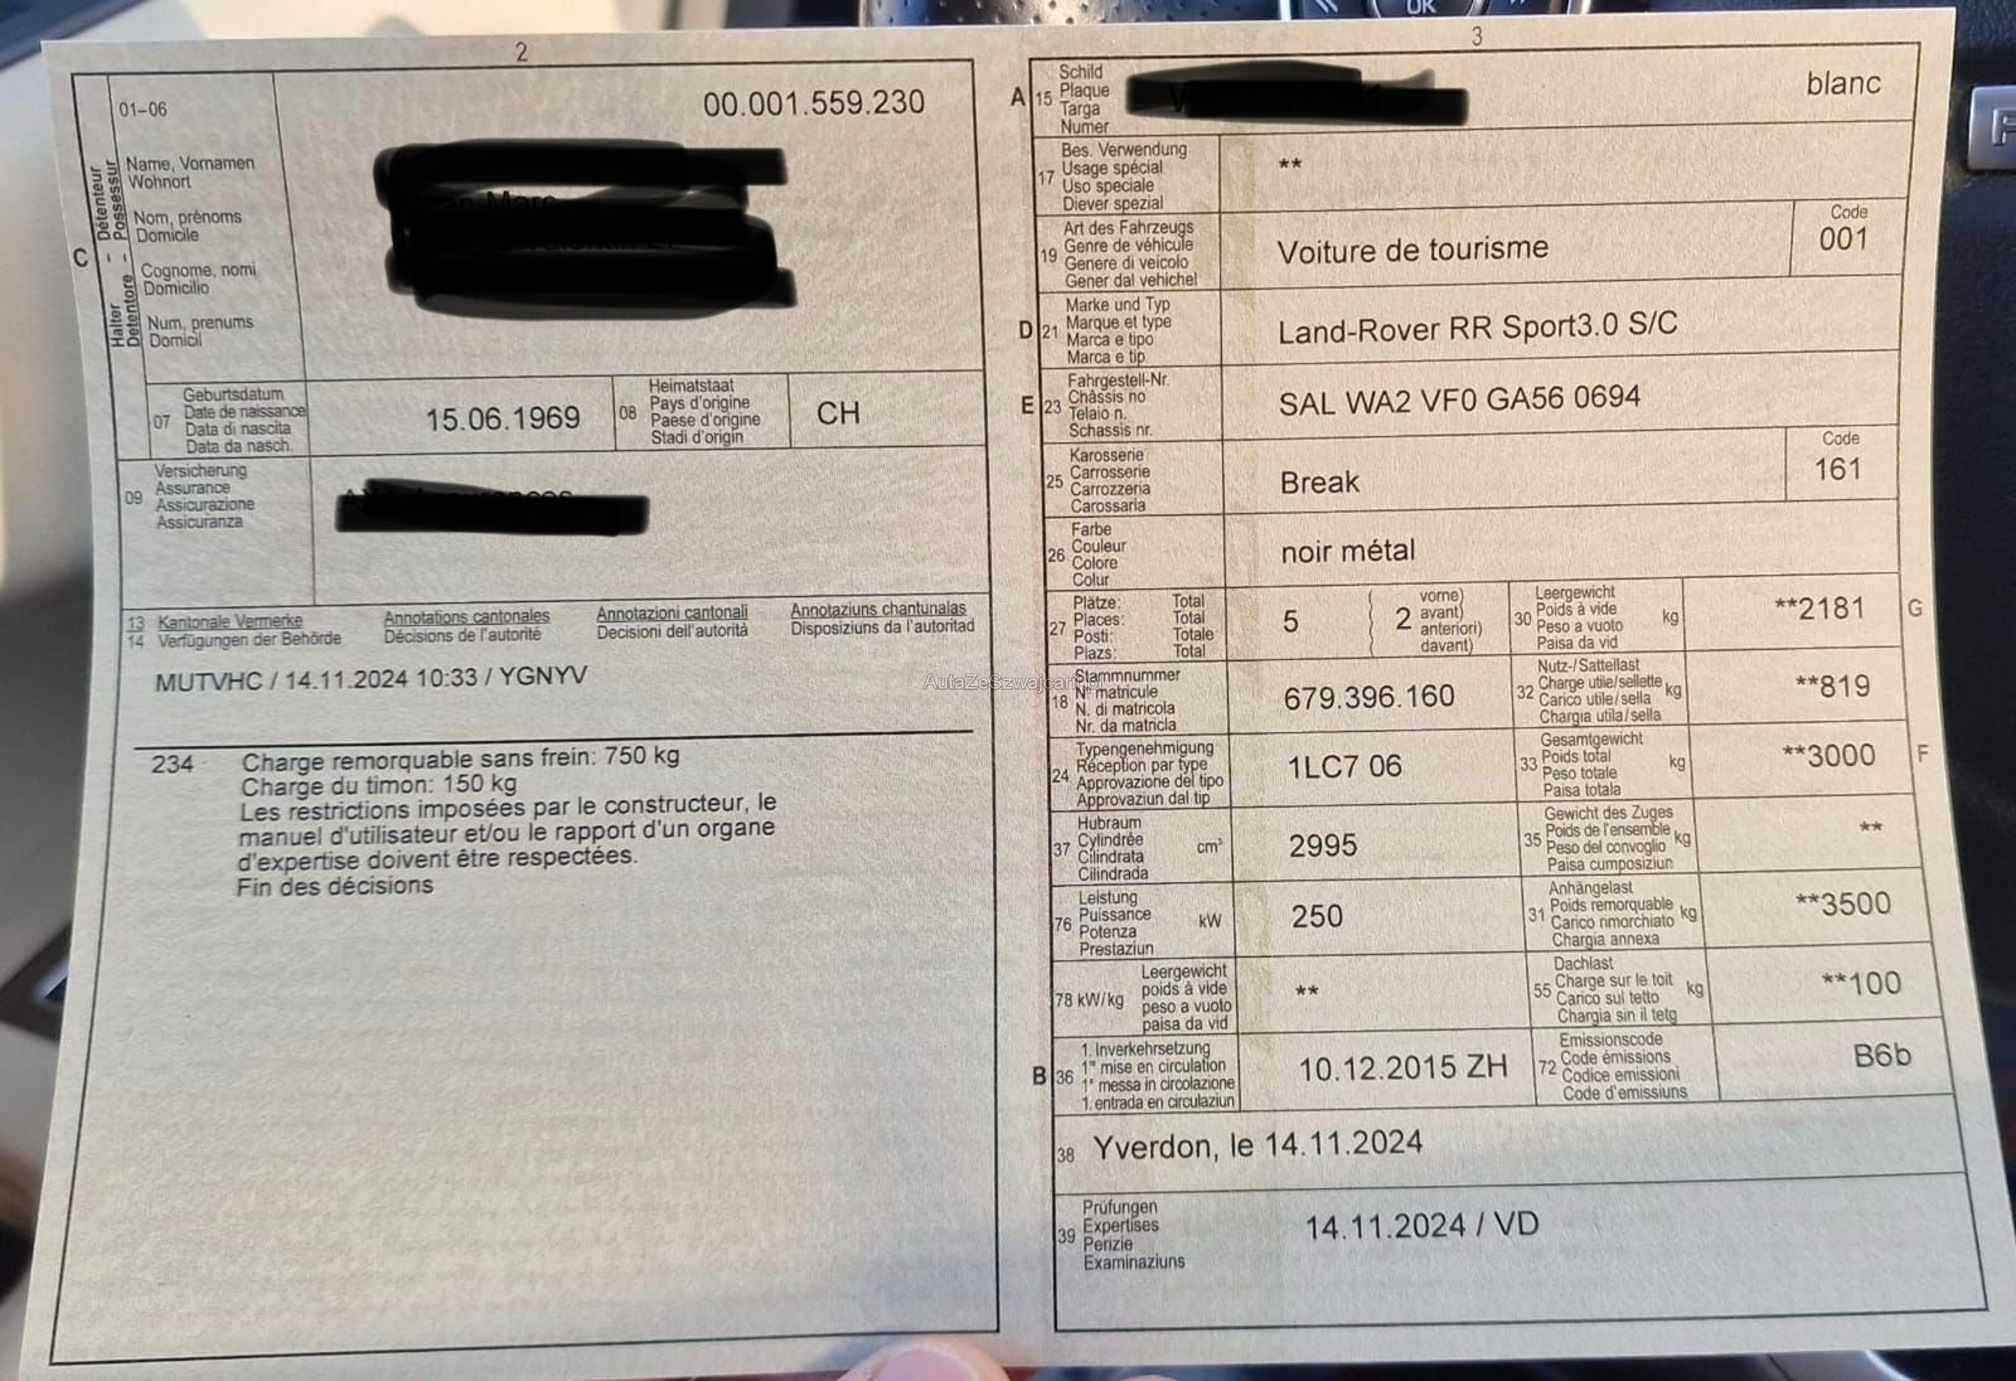 OK
2
01-06
00.001.559.230
C
Halter - Détenteur
Detentore - Possessur
Name, Vornamen
Wohnort
Nom, prénoms
Domicile
Cognome, nomi
Domicilio
Num, prenums
Domicil
07
Geburtsdatum
Date de naissance
Data di nascita
Data da nasch.
15.06.1969
08
Heimatstaat
Pays d'origine
Paese d'origine
Stadi d'origin
CH
09
Versicherung
Assurance
Assicurazione
Assicuranza
13 Kantonale Vermerke Annotations cantonales Annotazioni cantonali Annotaziuns chantunalas
14 Verfügungen der Behörde Décisions de l'autorité Decisioni dell'autorità Disposiziuns da l'autoritad
MUTVHC / 14.11.2024 10:33 / YGNYV
234 Charge remorquable sans frein: 750 kg
Charge du timon: 150 kg
Les restrictions imposées par le constructeur, le
manuel d'utilisateur et/ou le rapport d'un organe
d'expertise doivent être respectées.
Fin des décisions
3
A 15
Schild
Plaque
Targa
Numer
blanc
17
Bes. Verwendung
Usage spécial
Uso speciale
Diever spezial
**
19
Art des Fahrzeugs
Genre de véhicule
Genere di veicolo
Gener dal vehichel
Voiture de tourisme
Code
001
D 21
Marke und Typ
Marque et type
Marca e tipo
Marca e tip
Land-Rover RR Sport3.0 S/C
E 23
Fahrgestell-Nr.
Châssis no
Telaio n.
Schassis nr.
SAL WA2 VF0 GA56 0694
25
Karosserie
Carrosserie
Carrozzeria
Carossaria
Break
Code
161
26
Farbe
Couleur
Colore
Colur
noir métal
27
Plätze: Total
Places: Total
Posti: Totale
Plazs: Total
5
2
vorne)
avant)
anteriori)
davant)
30
Leergewicht
Poids à vide
Peso a vuoto
Paisa da vid
kg
**2181
G
18
Stammnummer
N° matricule
N. di matricola
Nr. da matricla
679.396.160
32
Nutz-/Sattellast
Charge utile/sellette
Carico utile/sella
Chargia utila/sella
kg
**819
24
Typengenehmigung
Réception par type
Approvazione del tipo
Approvaziun dal tip
1LC7 06
33
Gesamtgewicht
Poids total
Peso totale
Paisa totala
kg
**3000
F
37
Hubraum
Cylindrée
Cilindrata
Cilindrada
cm³
2995
35
Gewicht des Zuges
Poids de l'ensemble
Peso del convoglio
Paisa cumposiziun
kg
**
76
Leistung
Puissance
Potenza
Prestaziun
kW
250
31
Anhängelast
Poids remorquable
Carico rimorchiato
Chargia annexa
kg
**3500
78 kW/kg
Leergewicht
poids à vide
peso a vuoto
paisa da vid
**
55
Dachlast
Charge sur le toit
Carico sul tetto
Chargia sin il tetg
kg
**100
B 36
1. Inverkehrsetzung
1re mise en circulation
1a messa in circolazione
1. entrada en circulaziun
10.12.2015 ZH
72
Emissionscode
Code émissions
Codice emissioni
Code d'emissiuns
B6b
38 Yverdon, le 14.11.2024
39
Prüfungen
Expertises
Perizie
Examinaziuns
14.11.2024 / VD